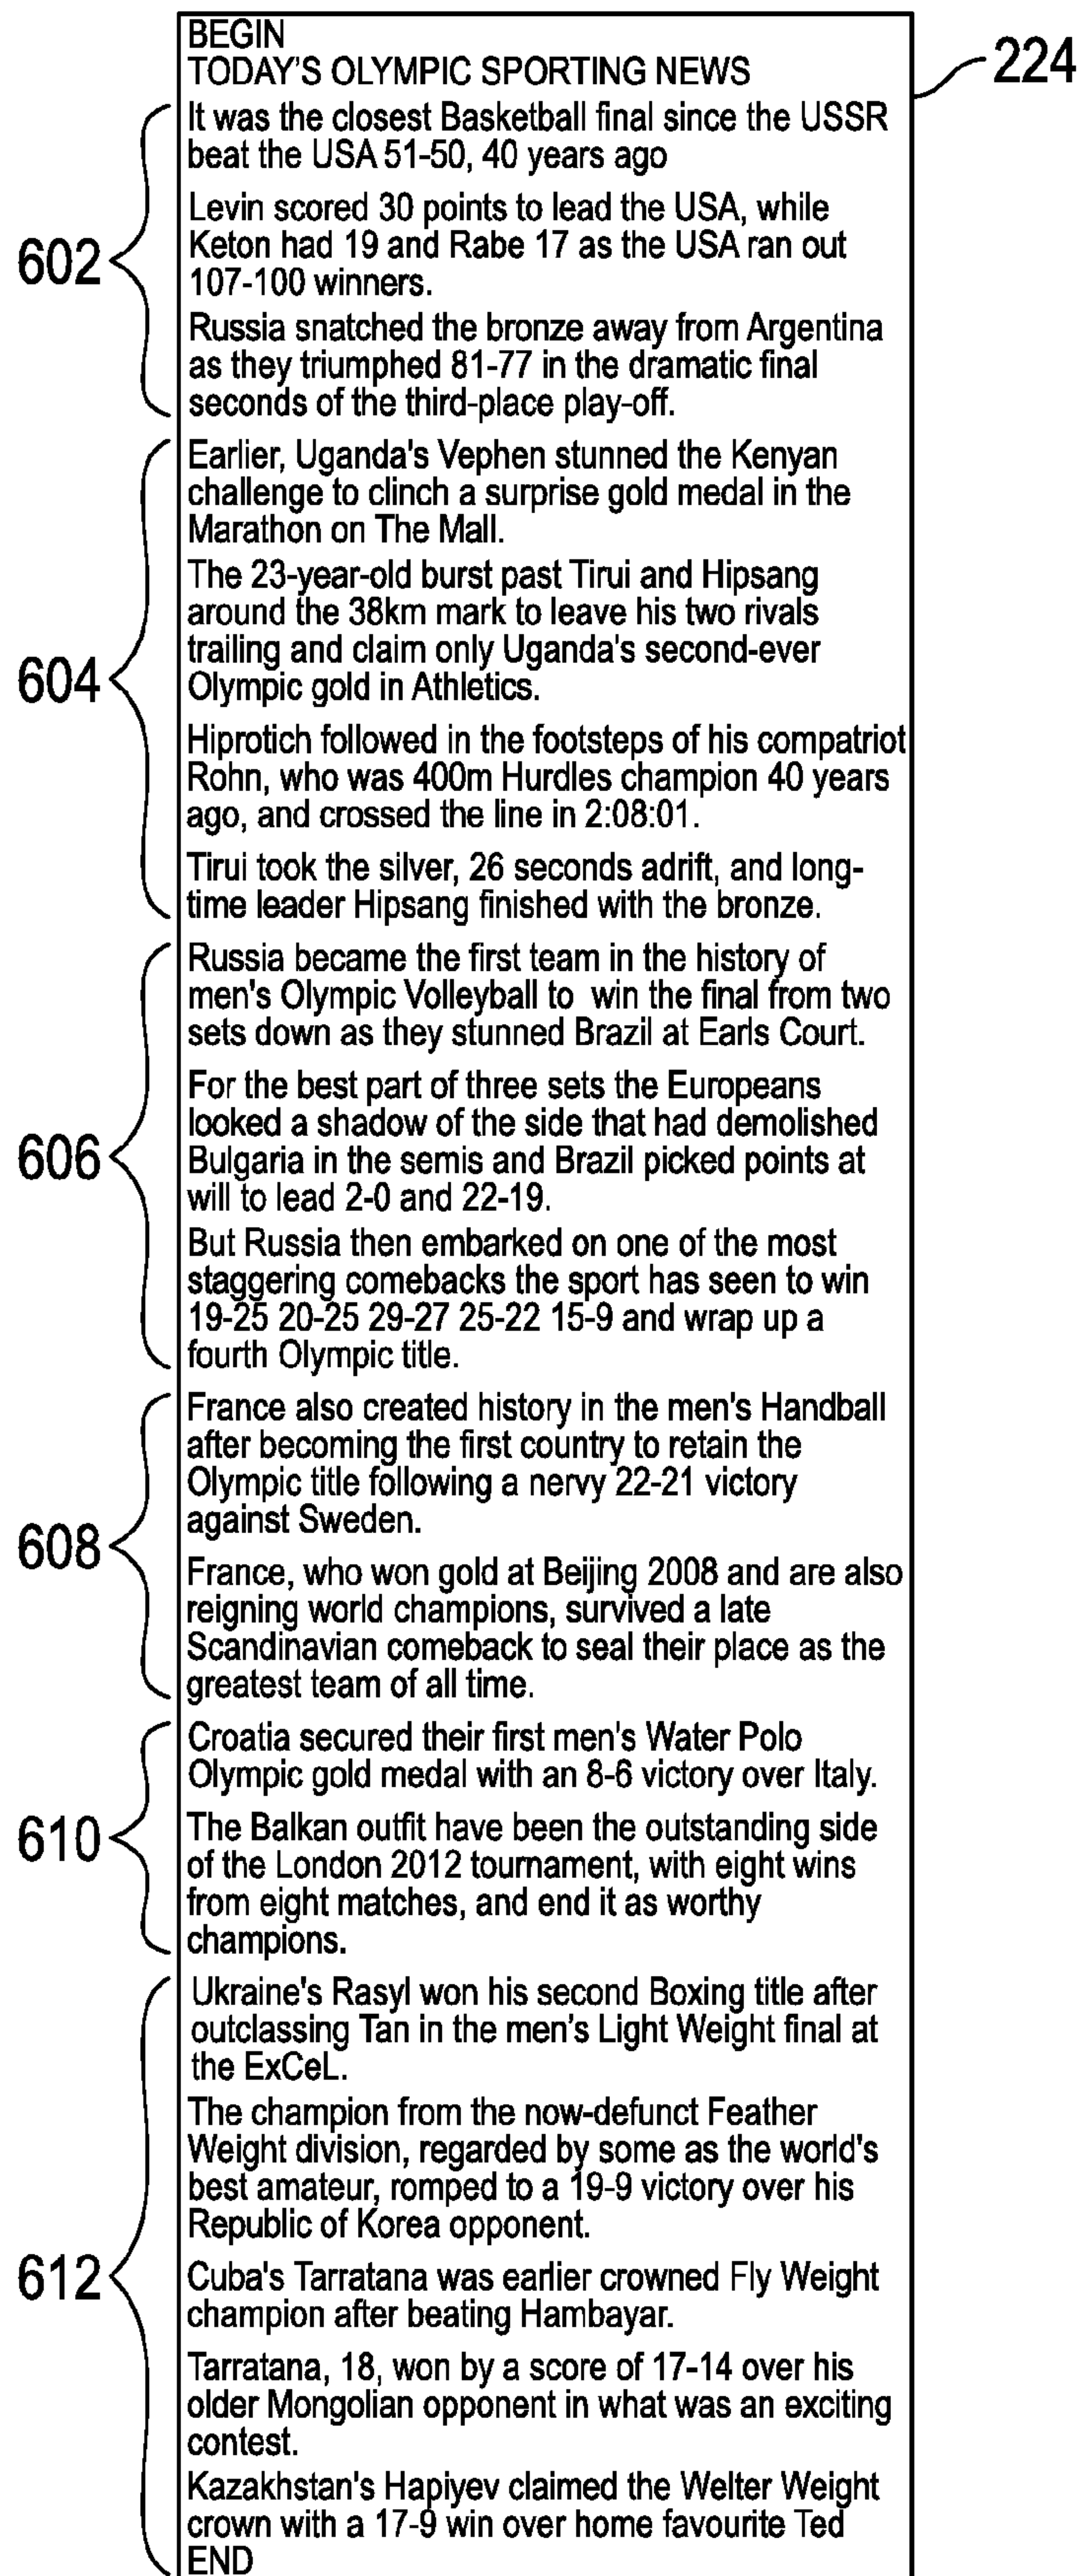 BEGIN
TODAY'S OLYMPIC SPORTING NEWS
224
It was the closest Basketball final since the USSR
beat the USA 51-50, 40 years ago
Levin scored 30 points to lead the USA, while
Keton had 19 and Rabe 17 as the USA ran out
107-100 winners.
602
Russia snatched the bronze away from Argentina
as they triumphed 81-77 in the dramatic final
seconds of the third-place play-off.
Earlier, Uganda's Vephen stunned the Kenyan
challenge to clinch a surprise gold medal in the
Marathon on The Mall.
The 23-year-old burst past Tirui and Hipsang
around the 38km mark to leave his two rivals
trailing and claim only Uganda's second-ever
Olympic gold in Athletics.
604
Hiprotich followed in the footsteps of his compatriot
Rohn, who was 400m Hurdles champion 40 years
ago, and crossed the line in 2:08:01.
Tirui took the silver, 26 seconds adrift, and long-
time leader Hipsang finished with the bronze.
Russia became the first team in the history of
men's Olympic Volleyball to win the final from two
sets down as they stunned Brazil at Earls Court.
For the best part of three sets the Europeans
looked a shadow of the side that had demolished
Bulgaria in the semis and Brazil picked points at
will to lead 2-0 and 22-19.
606
But Russia then embarked on one of the most
staggering comebacks the sport has seen to win
19-25 20-25 29-27 25-22 15-9 and wrap up a
fourth Olympic title.
France also created history in the men's Handball
after becoming the first country to retain the
Olympic title following a nervy 22-21 victory
against Sweden.
608
France, who won gold at Beijing 2008 and are also
reigning world champions, survived a late
Scandinavian comeback to seal their place as the
greatest team of all time.
Croatia secured their first men's Water Polo
Olympic gold medal with an 8-6 victory over Italy.
610
The Balkan outfit have been the outstanding side
of the London 2012 tournament, with eight wins
from eight matches, and end it as worthy
champions.
Ukraine's Rasyl won his second Boxing title after
outclassing Tan in the men's Light Weight final at
the ExCeL.
The champion from the now-defunct Feather
Weight division, regarded by some as the world's
best amateur, romped to a 19-9 victory over his
Republic of Korea opponent.
612
Cuba's Tarratana was earlier crowned Fly Weight
champion after beating Hambayar.
Tarratana, 18, won by a score of 17-14 over his
older Mongolian opponent in what was an exciting
contest.
Kazakhstan's Hapiyev claimed the Welter Weight
crown with a 17-9 win over home favourite Ted
END